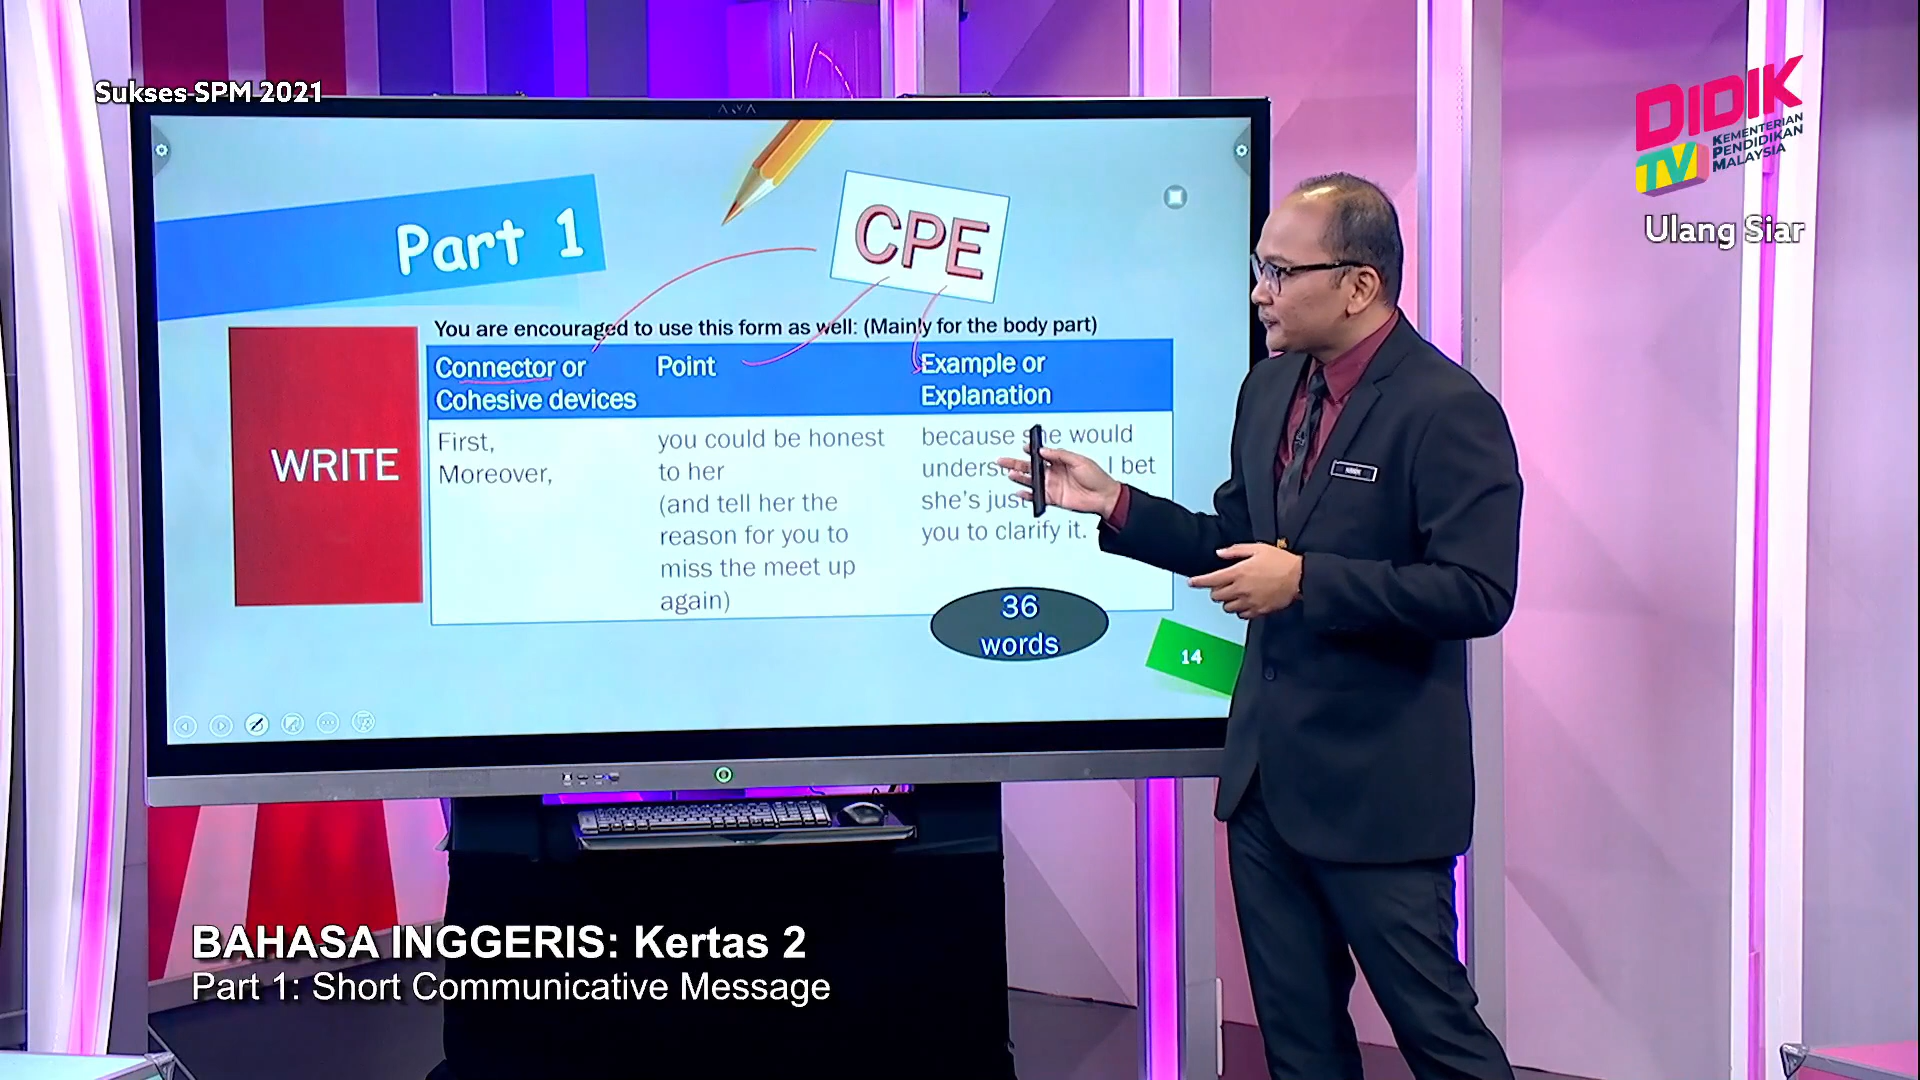 Sukses SPM 2021
DIDIK
TV
KEMENTERIAN
PENDIDIKAN
MALAYSIA
Ulang Siar
Part 1
CPE
You are encouraged to use this form as well: (Mainly for the body part)
Connector or
Cohesive devices
Point
Example or
Explanation
WRITE
First,
Moreover,
you could be honest
to her
(and tell her the
reason for you to
miss the meet up
again)
because she would
I bet
she's just
you to clarify it.
36
words
14
BAHASA INGGERIS: Kertas 2
Part 1: Short Communicative Message